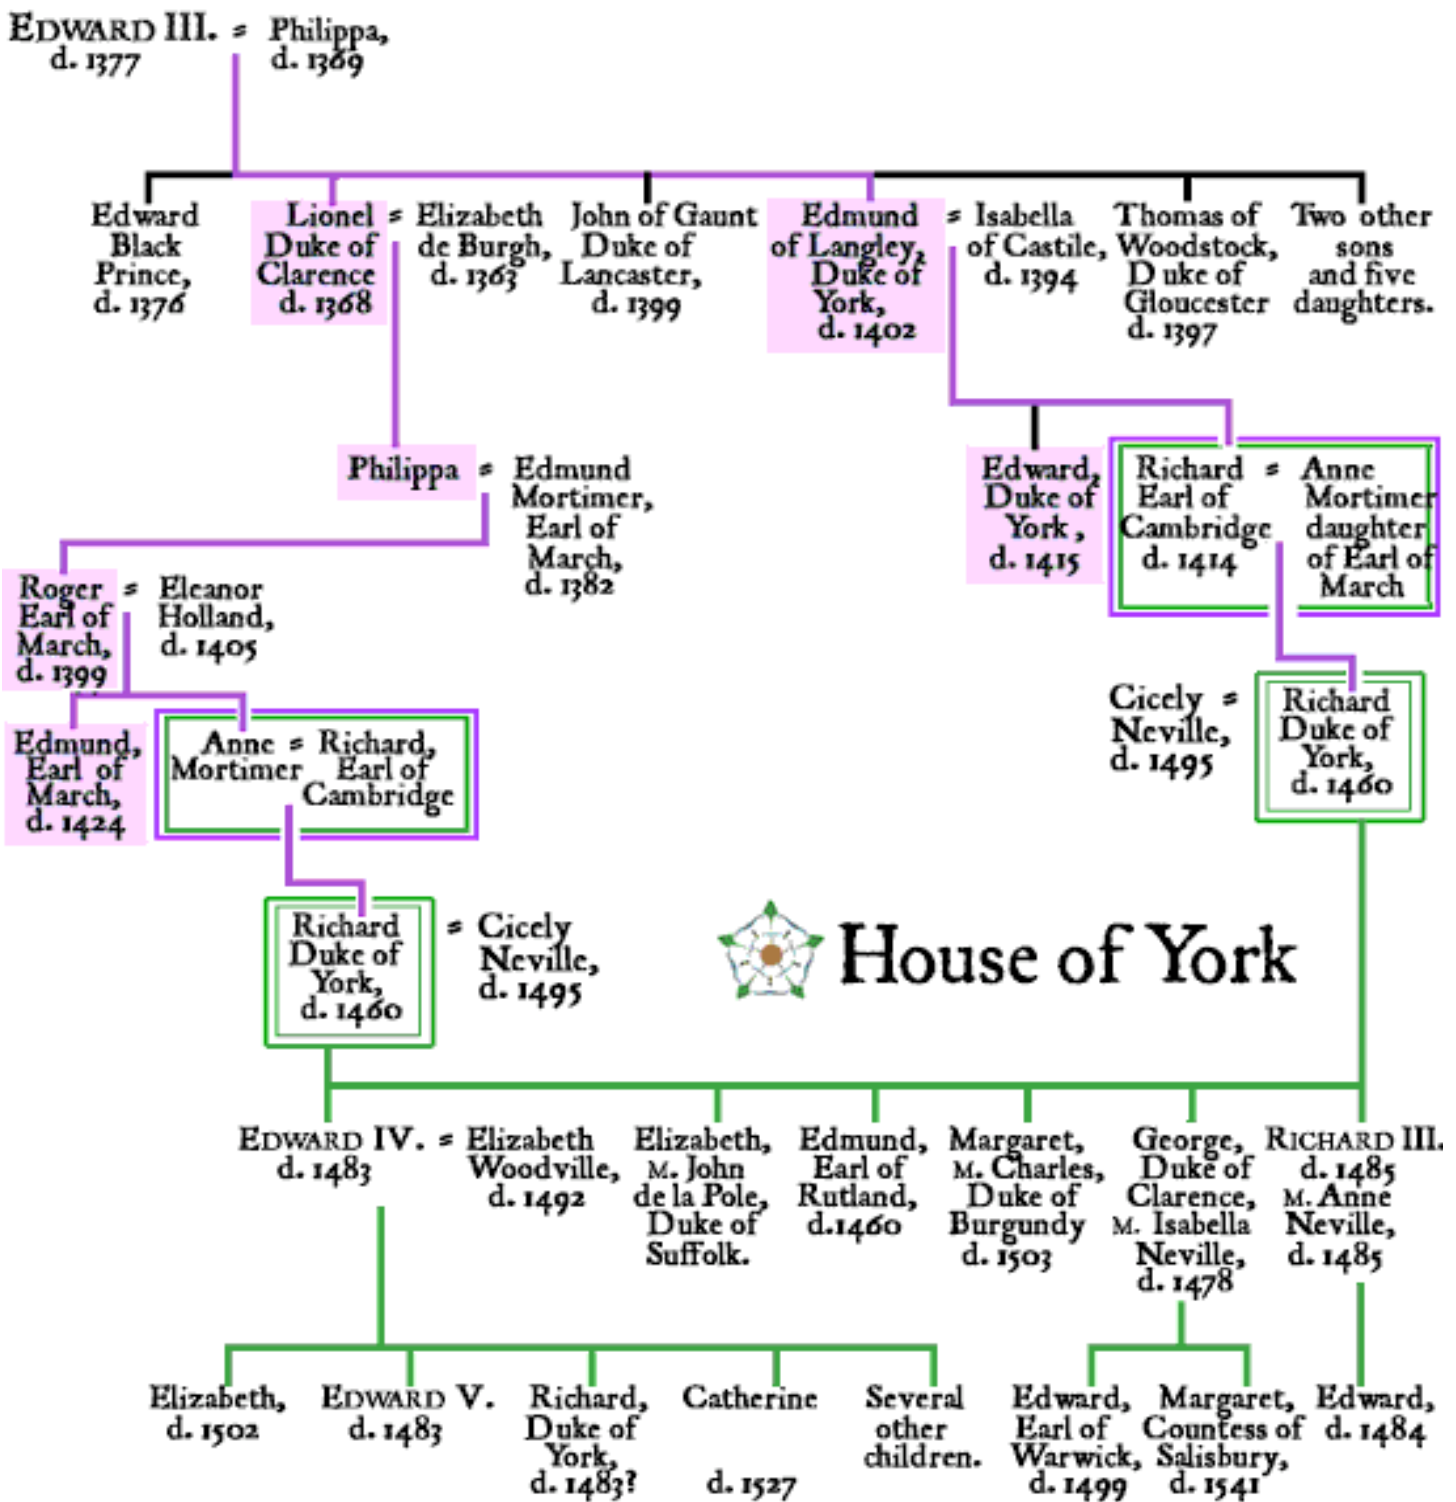 EDWARD III. = Philippa,
d. 1377 d. 1369
Edward
Black
Prince,
d. 1376
Lionel = Elizabeth
Duke of de Burgh,
Clarence d. 1363
d. 1368
John of Gaunt
Duke of
Lancaster,
d. 1399
Edmund = Isabella
of Langley, of Castile,
Duke of d. 1394
York,
d. 1402
Thomas of
Woodstock,
Duke of
Gloucester
d. 1397
Two other
sons
and five
daughters.
Philippa = Edmund
Mortimer,
Earl of
March,
d. 1382
Edward,
Duke of
York,
d. 1415
Richard = Anne
Earl of Mortimer
Cambridge daughter
d. 1414 of Earl of
March
Roger = Eleanor
Earl of Holland,
March, d. 1405
d. 1399
Edmund,
Earl of
March,
d. 1424
Anne = Richard,
Mortimer Earl of
Cambridge
Cicely = Richard
Neville, Duke of
d. 1495 York,
d. 1460
Richard = Cicely
Duke of Neville,
York, d. 1495
d. 1460
House of York
EDWARD IV. = Elizabeth
d. 1483 Woodville,
d. 1492
Elizabeth,
M. John
de la Pole,
Duke of
Suffolk.
Edmund,
Earl of
Rutland,
d.1460
Margaret,
M. Charles,
Duke of
Burgundy
d. 1503
George,
Duke of
Clarence,
M. Isabella
Neville,
d. 1478
RICHARD III.
d. 1485
M. Anne
Neville,
d. 1485
Elizabeth,
d. 1502
EDWARD V.
d. 1483
Richard,
Duke of
York,
d. 1483?
Catherine
d. 1527
Several
other
children.
Edward,
Earl of
Warwick,
d. 1499
Margaret,
Countess of
Salisbury,
d. 1541
Edward,
d. 1484